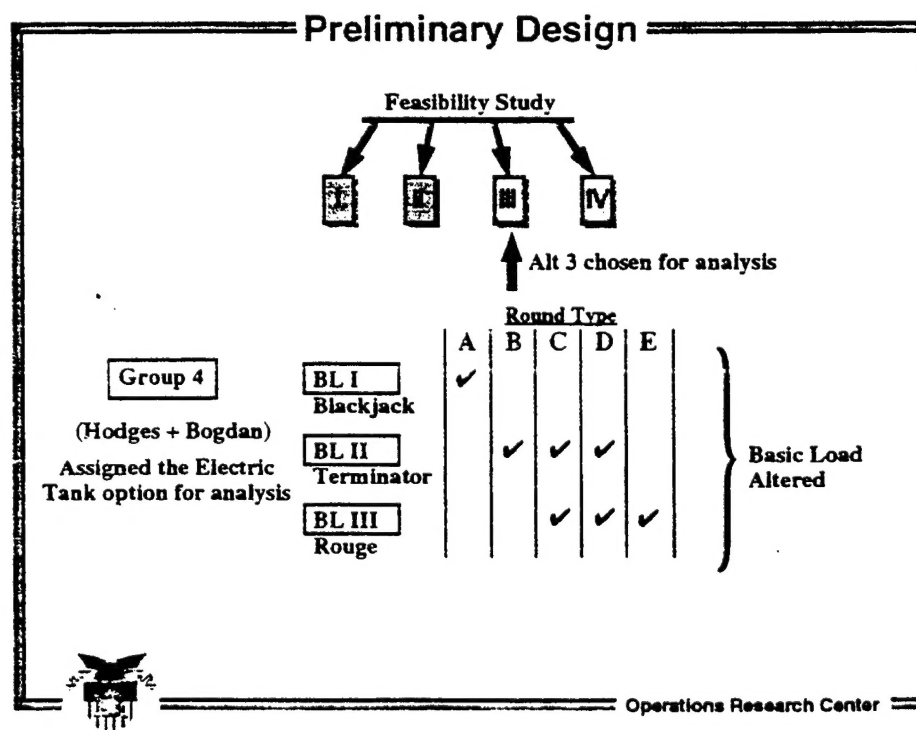 Preliminary Design
Feasibility Study
I II III IV
Alt 3 chosen for analysis
Round Type
A B C D E
Group 4
(Hodges + Bogdan)
Assigned the Electric
Tank option for analysis
BL I
Blackjack
✓
BL II
Terminator
✓ ✓ ✓
BL III
Rouge
✓ ✓ ✓
Basic Load
Altered
Operations Research Center